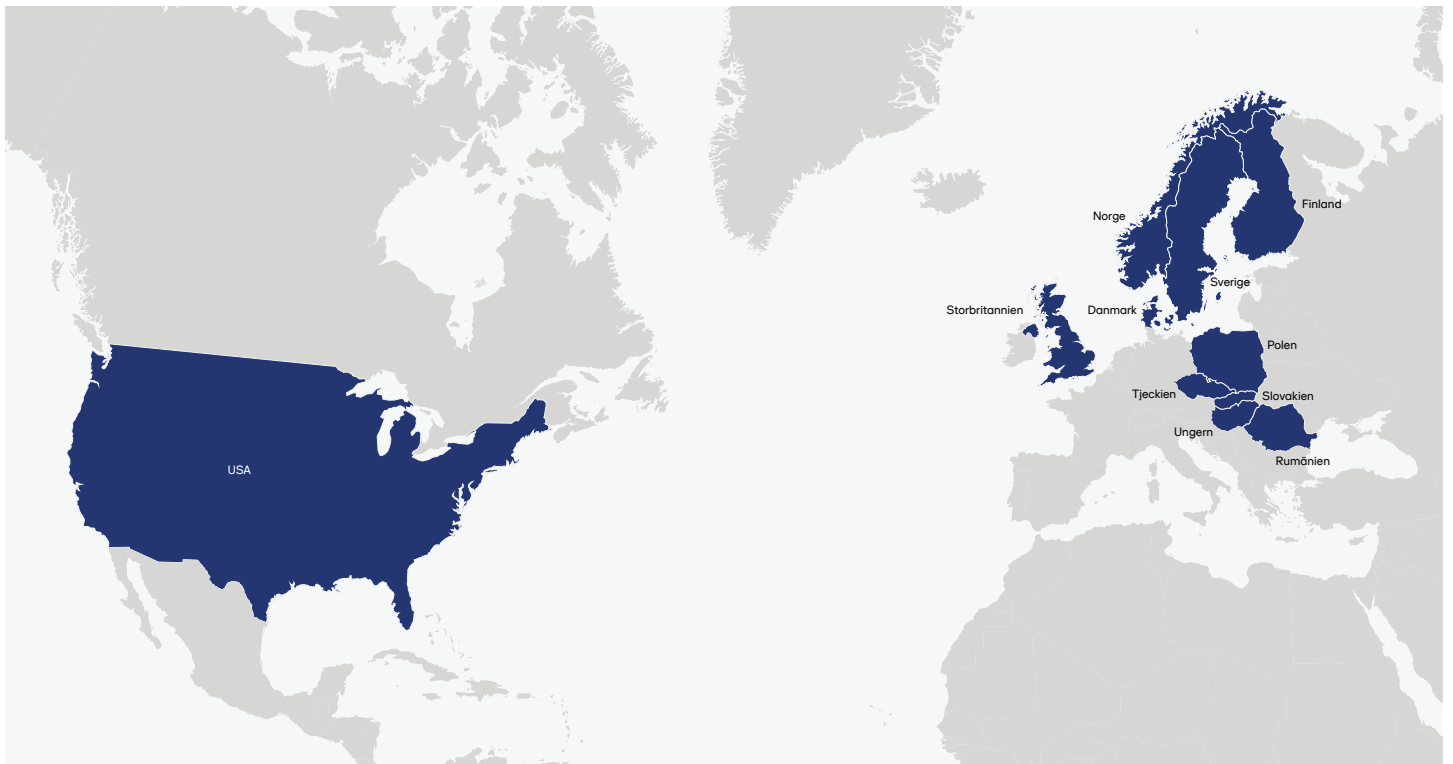 Norge
Finland
Sverige
Storbritannien
Danmark
Polen
Tjeckien
Slovakien
Ungern
Rumänien
USA